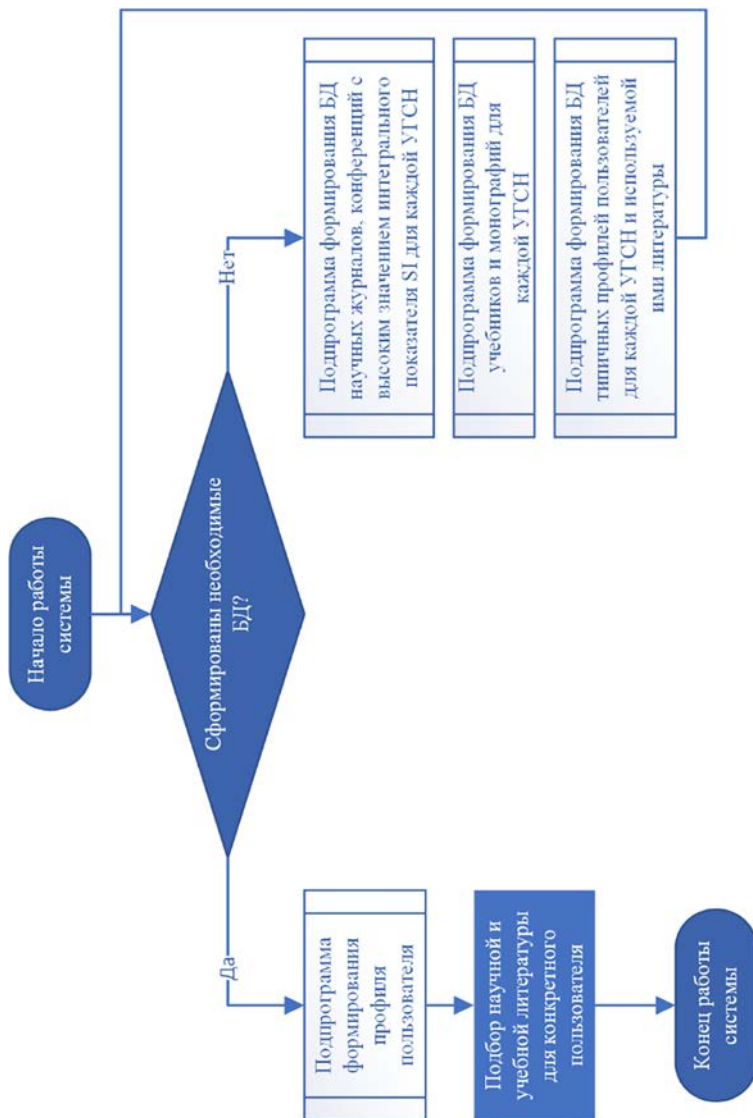 Начало работы
системы
Сформированы необходимые
БД?
Да
Нет
Подпрограмма
формирования
профиля
пользователя
Подбор научной и
учебной литературы
для конкретного
пользователя
Конец работы
системы
Подпрограмма формирования БД
научных журналов, конференций с
высоким значением интегрального
показателя SI для каждой УГСН
Подпрограмма формирования БД
учебников и монографий для
каждой УГСН
Подпрограмма формирования БД
типичных профилей пользователей
для каждой УГСН и используемой
ими литературы